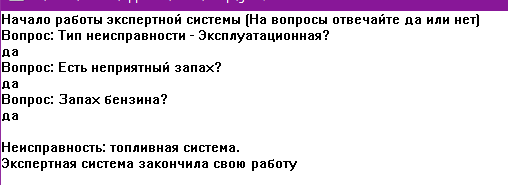 Начало работы экспертной системы (На вопросы отвечайте да или нет)
Вопрос: Тип неисправности - Эксплуатационная?
да
Вопрос: Есть неприятный запах?
да
Вопрос: Запах бензина?
да
Неисправность: топливная система.
Экспертная система закончила свою работу